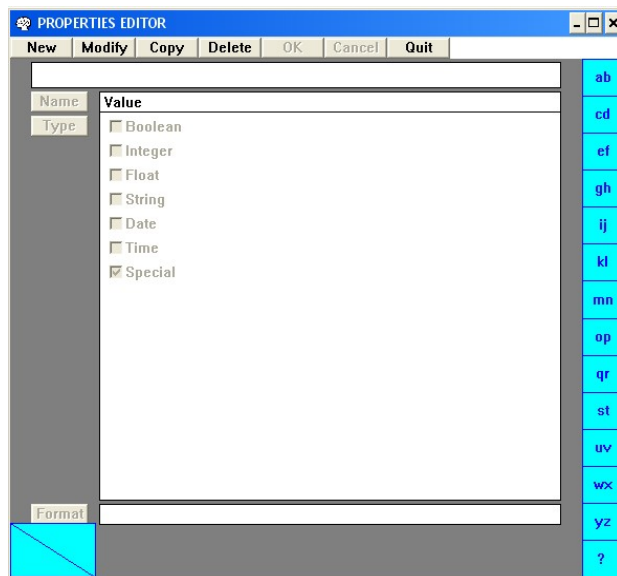 PROPERTIES EDITOR
New Modify Copy Delete OK Cancel Quit
Name Value
Type Boolean
Integer
Float
String
Date
Time
Special
Format
ab
cd
ef
gh
ij
kl
mn
op
qr
st
uv
wx
yz
?